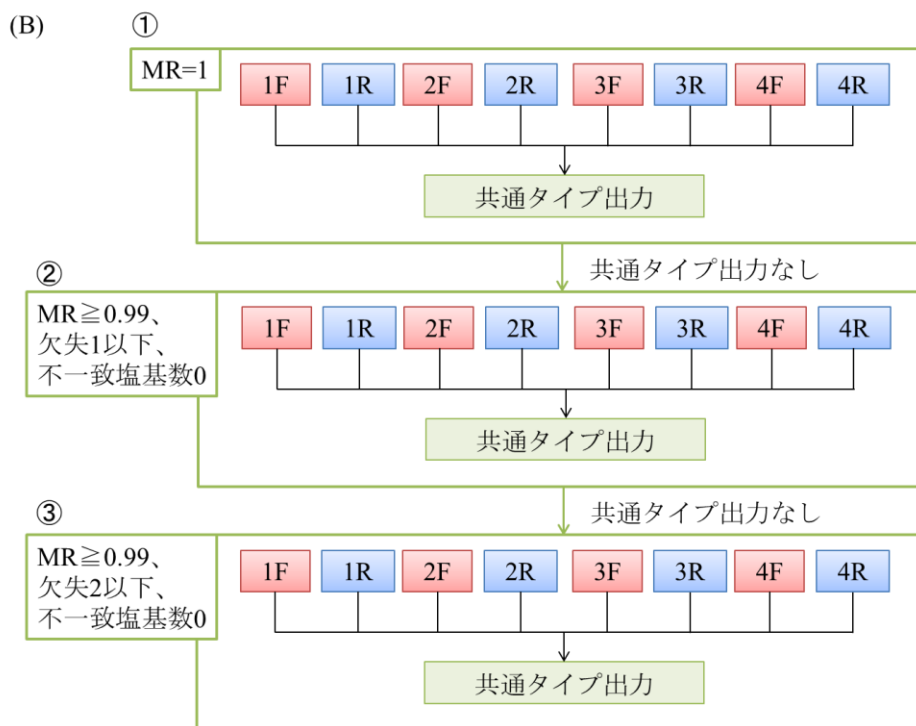 (B)
①
MR=1
1F 1R 2F 2R 3F 3R 4F 4R
共通タイプ出力
共通タイプ出力なし
②
MR≧0.99、
欠失1以下、
不一致塩基数0
1F 1R 2F 2R 3F 3R 4F 4R
共通タイプ出力
共通タイプ出力なし
③
MR≧0.99、
欠失2以下、
不一致塩基数0
1F 1R 2F 2R 3F 3R 4F 4R
共通タイプ出力